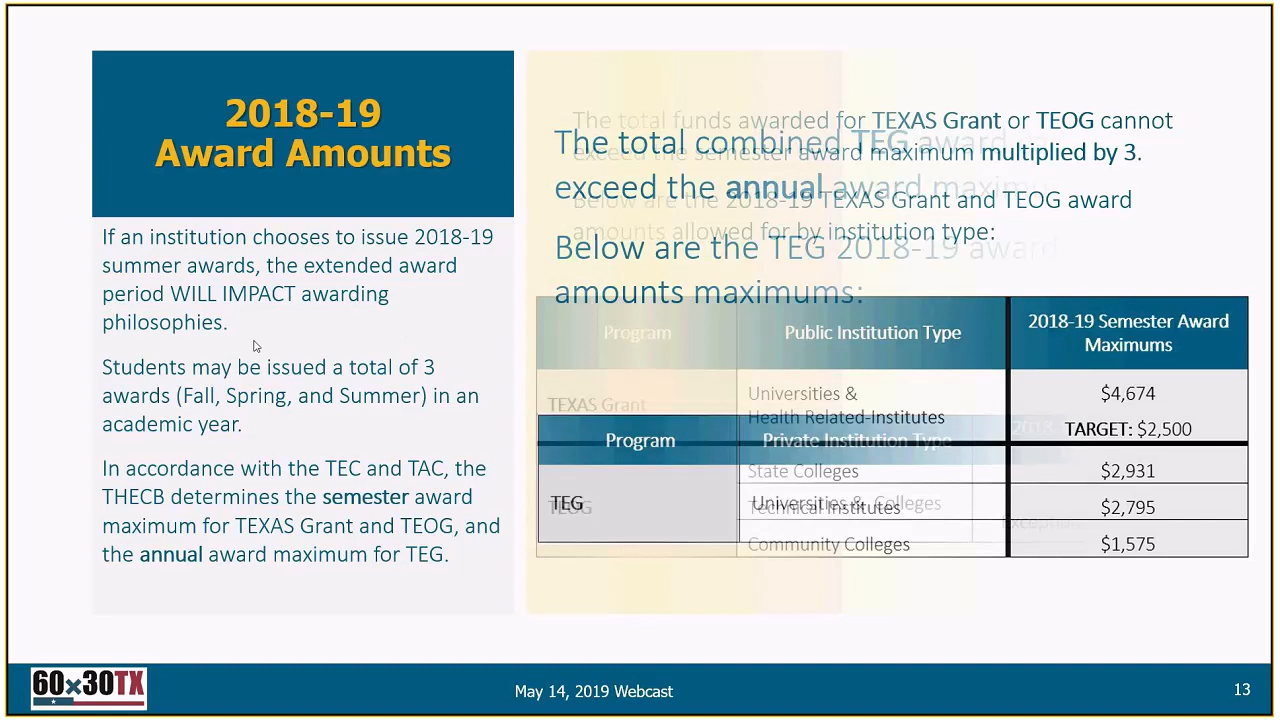 2018-19
Award Amounts
If an institution chooses to issue 2018-19
summer awards, the extended award
period WILL IMPACT awarding
philosophies.
Students may be issued a total of 3
awards (Fall, Spring, and Summer) in an
academic year.
In accordance with the TEC and TAC, the
THECB determines the semester award
maximum for TEXAS Grant and TEOG, and
the annual award maximum for TEG.
The total funds awarded for TEXAS Grant or TEOG cannot
exceed the semester award maximum multiplied by 3.
Below are the 2018-19 TEXAS Grant and TEOG award
amounts allowed for by institution type:
The total combined TEG award
exceed the annual award maxim
Below are the TEG 2018-19 award
amounts maximums:
Program Public Institution Type 2018-19 Semester Award
Maximums
TEXAS Grant Universities &
Health Related-Institutes $4,674
TARGET: $2,500
State Colleges $2,931
TEOG Technical Institutes $2,795
Community Colleges $1,575
Program Private Institution Type
TEG Universities & Colleges
60x30TX
May 14, 2019 Webcast
13